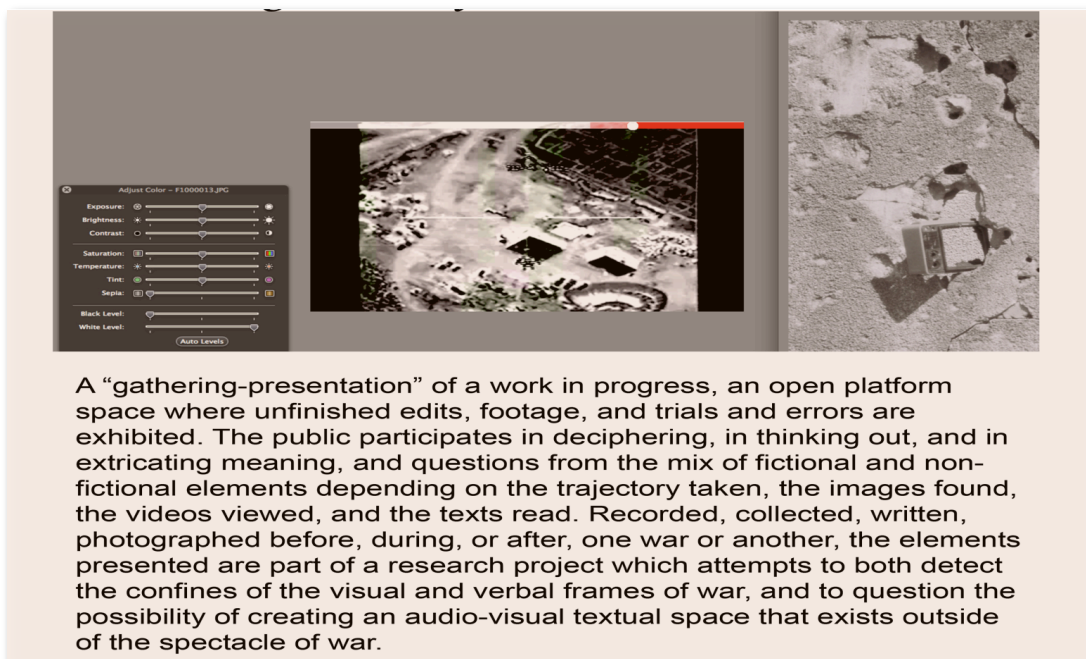 Adjust Color – F1000013.JPG
Exposure:
Brightness:
Contrast:
Saturation:
Temperature:
Tint:
Sepia:
Black Level:
White Level:
Auto Levels
A “gathering-presentation” of a work in progress, an open platform
space where unfinished edits, footage, and trials and errors are
exhibited. The public participates in deciphering, in thinking out, and in
extricating meaning, and questions from the mix of fictional and non-
fictional elements depending on the trajectory taken, the images found,
the videos viewed, and the texts read. Recorded, collected, written,
photographed before, during, or after, one war or another, the elements
presented are part of a research project which attempts to both detect
the confines of the visual and verbal frames of war, and to question the
possibility of creating an audio-visual textual space that exists outside
of the spectacle of war.